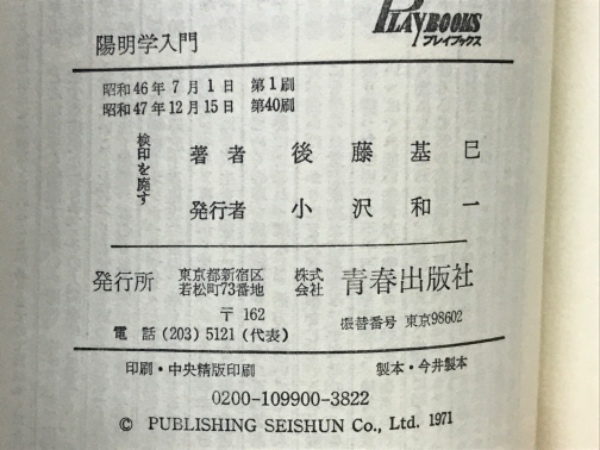 PLAYBOOKS
プレイブックス
陽明学入門
昭和46年7月1日 第1刷
昭和47年12月15日 第40刷
検印を廃す
著者 後藤基巳
発行者 小沢和一
発行所 東京都新宿区若松町73番地 株式会社 青春出版社
〒162
振替番号 東京98602
電話(203)5121(代表)
印刷・中央精版印刷 製本・今井製本
0200-109900-3822
© PUBLISHING SEISHUN Co., Ltd. 1971